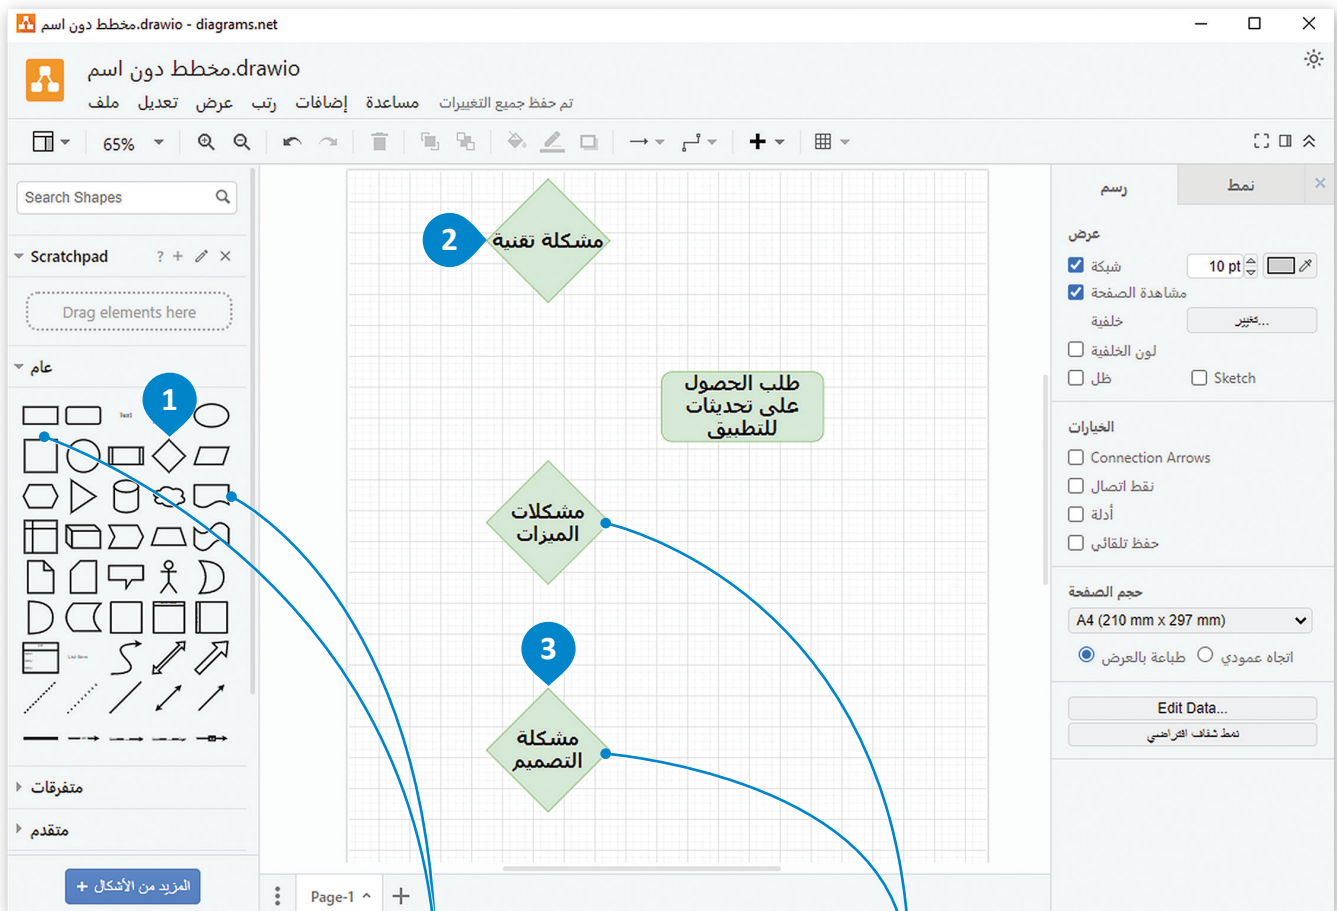 مخطط دون اسم.drawio - diagrams.net
مخطط دون اسم.drawio
ملف تعديل عرض رتب إضافات مساعدة تم حفظ جميع التغييرات
65%
Search Shapes
Scratchpad ?
Drag elements here
عام
1
Text
List Item
متفرقات
متقدم
+ المزيد من الأشكال
2
مشكلة تقنية
طلب الحصول
على تحديثات
للتطبيق
مشكلات
الميزات
3
مشكلة
التصميم
Page-1
رسم
نمط
عرض
شبكة
10 pt
مشاهدة الصفحة
خلفية
تغيير...
لون الخلفية
ظل
Sketch
الخيارات
Connection Arrows
نقط اتصال
أدلة
حفظ تلقائي
حجم الصفحة
A4 (210 mm x 297 mm)
طباعة بالعرض
اتجاه عمودي
Edit Data...
نمط شفاف افتراضي